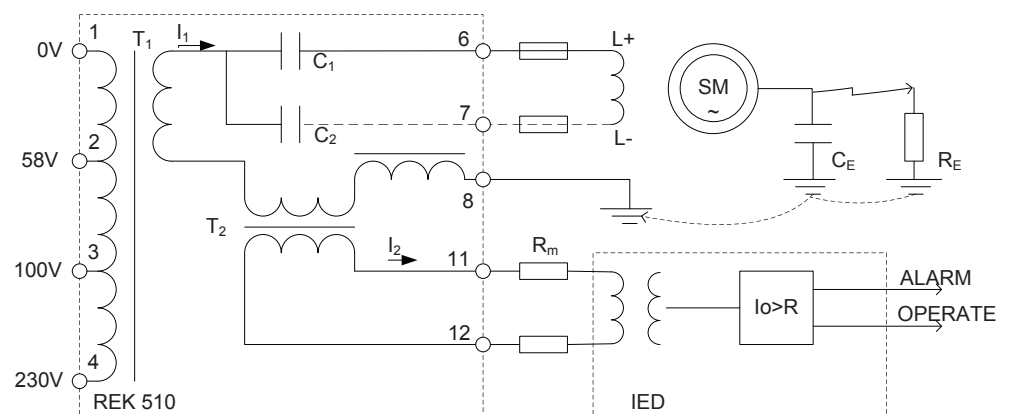 0V
1
T1
I1
C1
6
L+
SM
~
C2
7
L-
58V
2
CE
RE
T2
8
I2
11
Rm
100V
3
ALARM
Io>R
OPERATE
12
4
230V
REK 510
IED